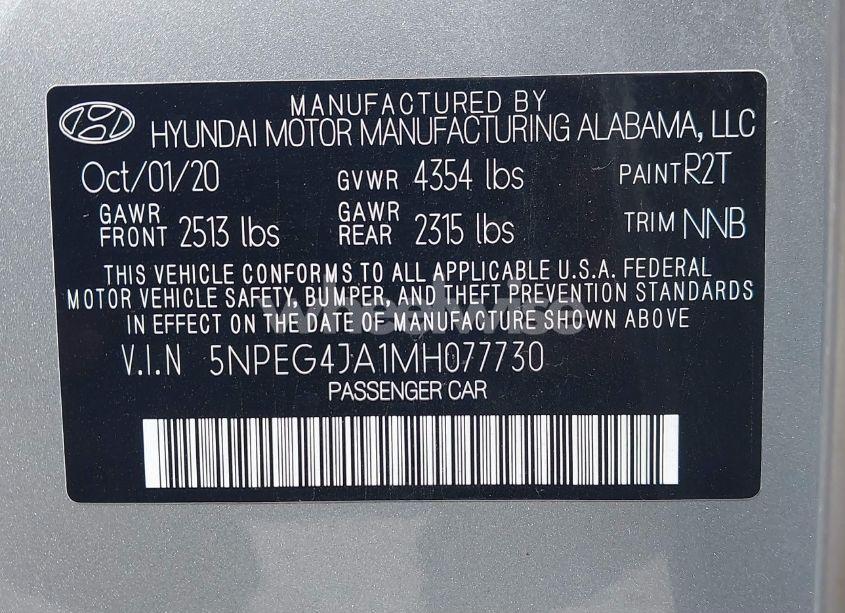 MANUFACTURED BY
HYUNDAI MOTOR MANUFACTURING ALABAMA, LLC
Oct/01/20 GVWR 4354 lbs PAINT R2T
GAWR FRONT 2513 lbs GAWR REAR 2315 lbs TRIM NNB
THIS VEHICLE CONFORMS TO ALL APPLICABLE U.S.A. FEDERAL
MOTOR VEHICLE SAFETY, BUMPER, AND THEFT PREVENTION STANDARDS
IN EFFECT ON THE DATE OF MANUFACTURE SHOWN ABOVE
wheelwise
V.I.N 5NPEG4JA1MH077730
PASSENGER CAR